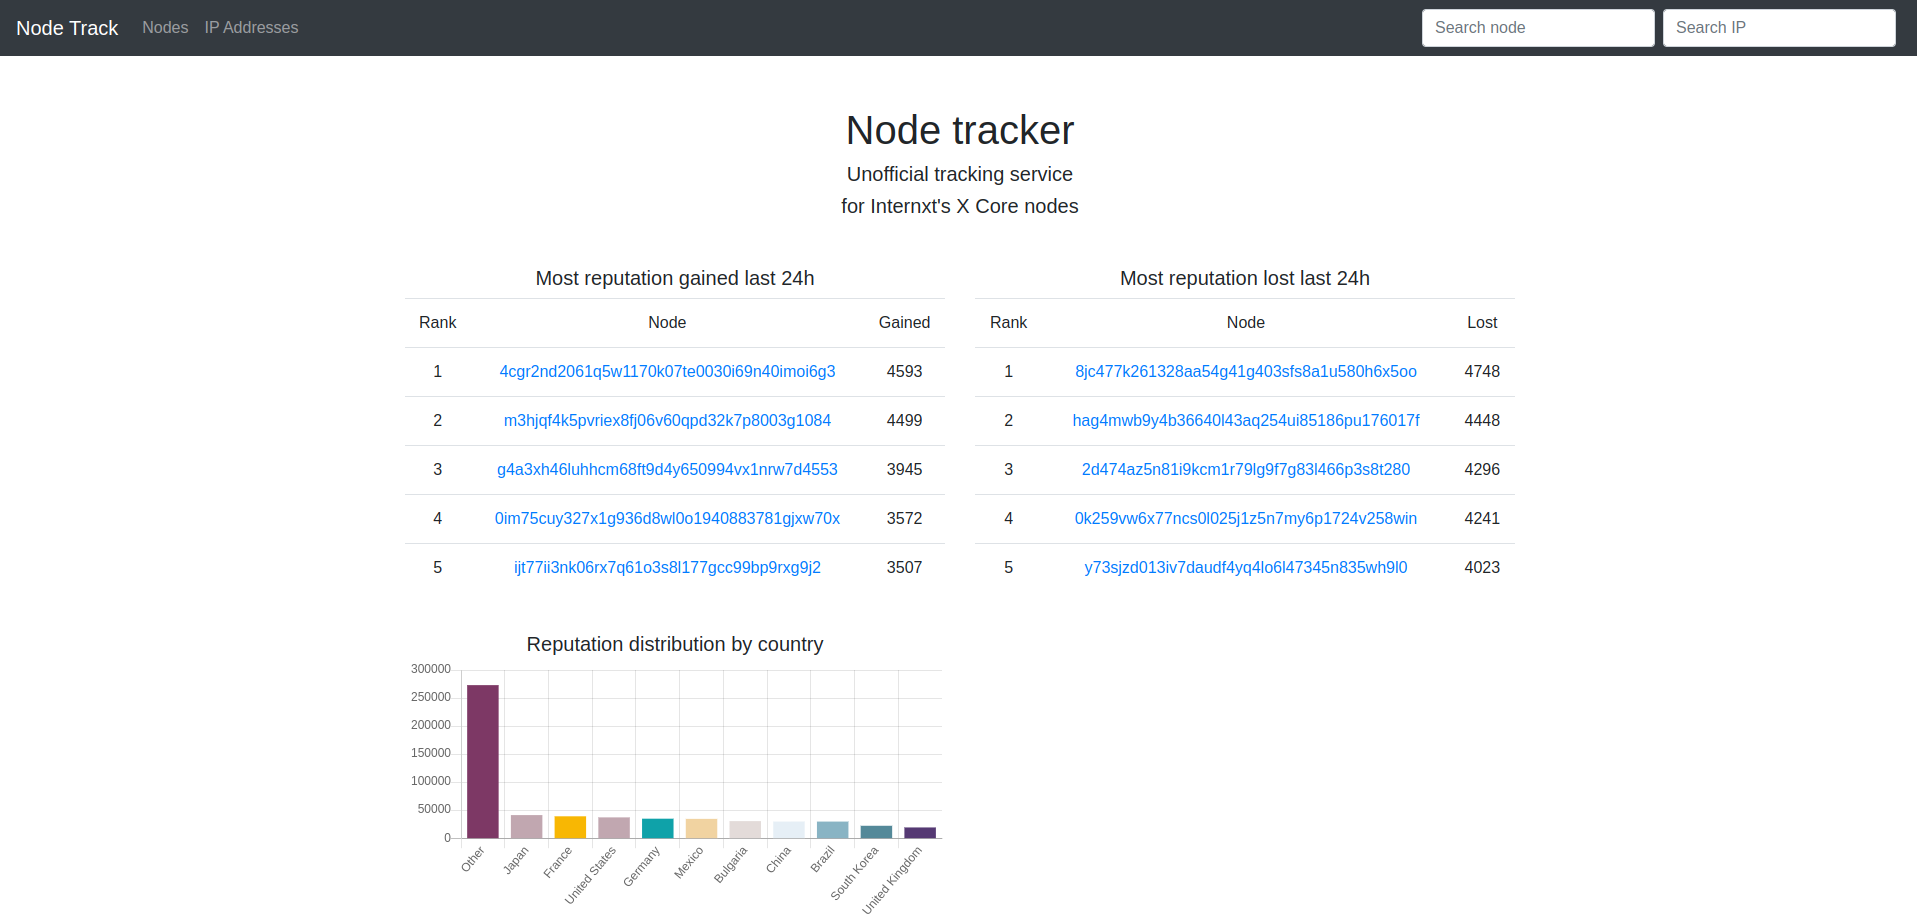 Node Track Nodes IP Addresses Search node Search IP
Node tracker
Unofficial tracking service
for Internxt's X Core nodes
Most reputation gained last 24h
Rank Node Gained
1 4cgr2nd2061q5w1170k07te0030i69n40imoi6g3 4593
2 m3hjqf4k5pvriex8fj06v60qpd32k7p8003g1084 4499
3 g4a3xh46luhhcm68ft9d4y650994vx1nrw7d4553 3945
4 0im75cuy327x1g936d8wl0o1940883781gjxw70x 3572
5 ijt77ii3nk06rx7q61o3s8l177gcc99bp9rxg9j2 3507
Most reputation lost last 24h
Rank Node Lost
1 8jc477k261328aa54g41g403sfs8a1u580h6x5oo 4748
2 hag4mwb9y4b36640l43aq254ui85186pu176017f 4448
3 2d474az5n81i9kcm1r79lg9f7g83l466p3s8t280 4296
4 0k259vw6x77ncs0l025j1z5n7my6p1724v258win 4241
5 y73sjzd013iv7daudf4yq4lo6l47345n835wh9l0 4023
Reputation distribution by country
300000
250000
200000
150000
100000
50000
0
Other
Japan
France
United States
Germany
Mexico
Bulgaria
China
Brazil
South Korea
United Kingdom